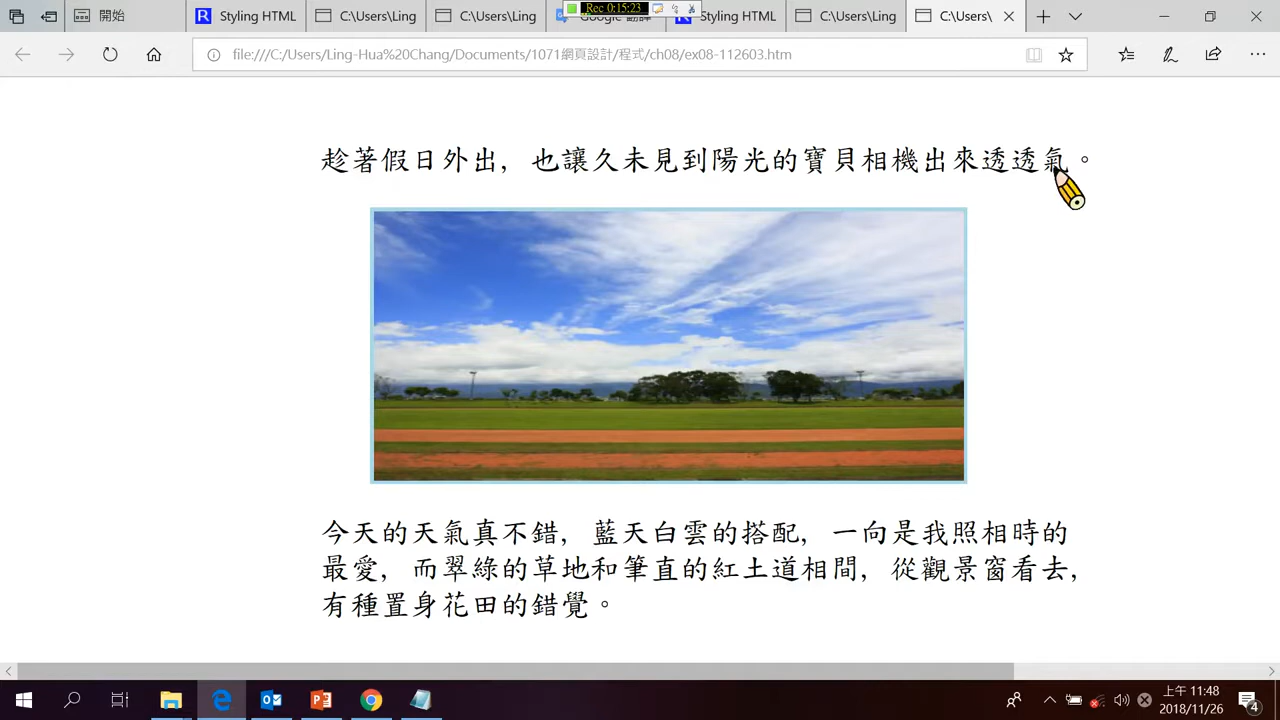 Rec 0:15:23
開始
Styling HTML
C:\Users\Ling
C:\Users\Ling
Google 翻譯
Styling HTML
C:\Users\Ling
C:\Users\
file:///C:/Users/Ling-Hua%20Chang/Documents/1071網頁設計/程式/ch08/ex08-112603.htm
趁著假日外出，也讓久未見到陽光的寶貝相機出來透透氣。
今天的天氣真不錯，藍天白雲的搭配，一向是我照相時的
最愛，而翠綠的草地和筆直的紅土道相間，從觀景窗看去，
有種置身花田的錯覺。
上午 11:48
2018/11/26
4